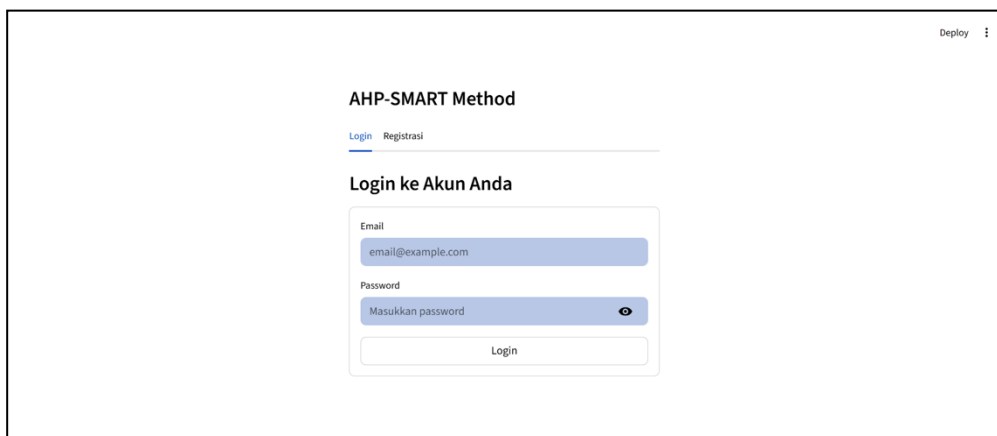 Deploy
AHP-SMART Method
Login Registrasi
Login ke Akun Anda
Email
email@example.com
Password
Masukkan password
Login